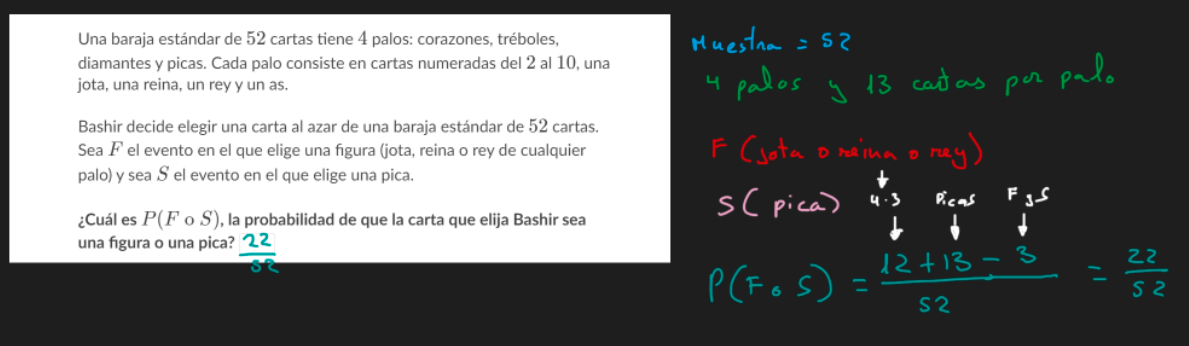 Una baraja estándar de 52 cartas tiene 4 palos: corazones, tréboles,
diamantes y picas. Cada palo consiste en cartas numeradas del 2 al 10, una
jota, una reina, un rey y un as.
Bashir decide elegir una carta al azar de una baraja estándar de 52 cartas.
Sea F el evento en el que elige una figura (jota, reina o rey de cualquier
palo) y sea S el evento en el que elige una pica.
¿Cuál es P(F o S), la probabilidad de que la carta que elija Bashir sea
una figura o una pica? 22/52
Muestra = 52
4 palos y 13 cartas por palo
F (jota o reina o rey)
S ( pica) 4·3 Picas F y S
P(F o S) = (12 + 13 - 3)/52 = 22/52